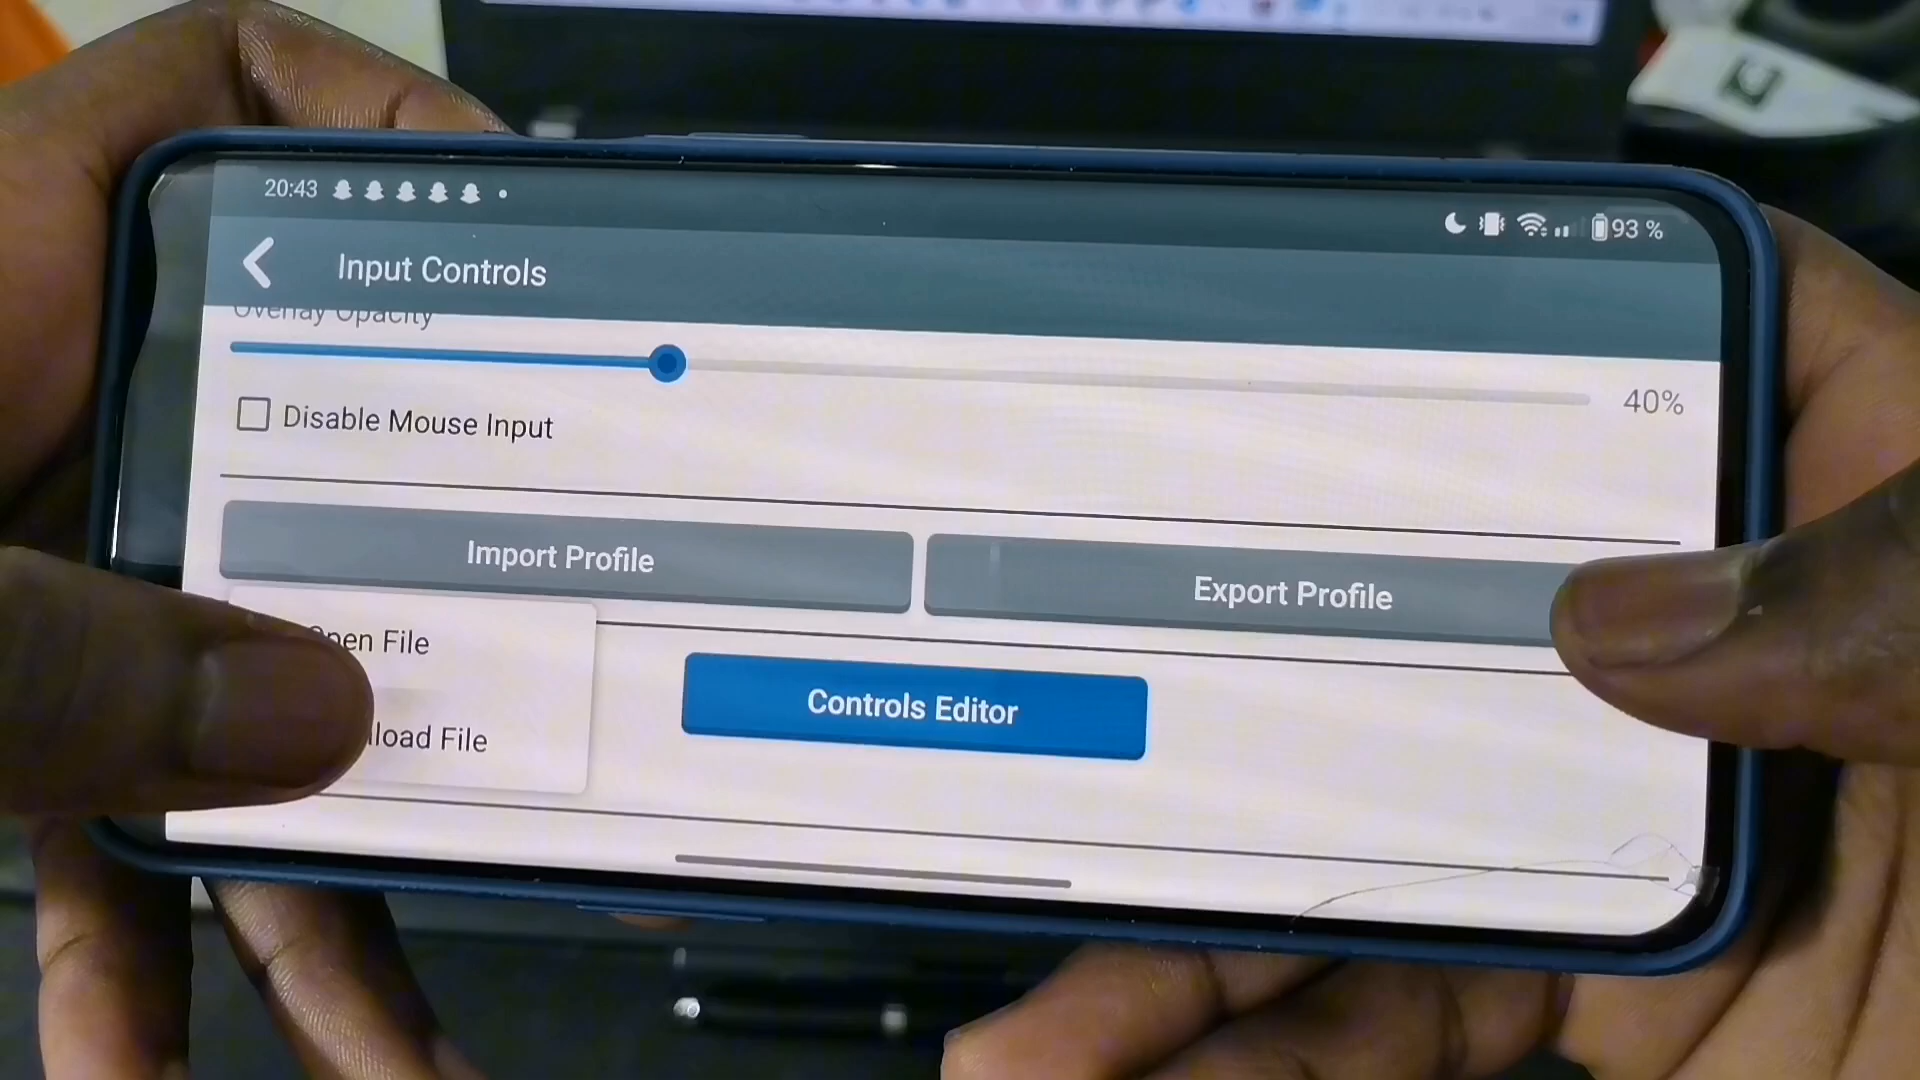 20:43
93 %
Input Controls
Overlay Opacity
40%
Disable Mouse Input
Import Profile
Export Profile
Open File
Controls Editor
load File